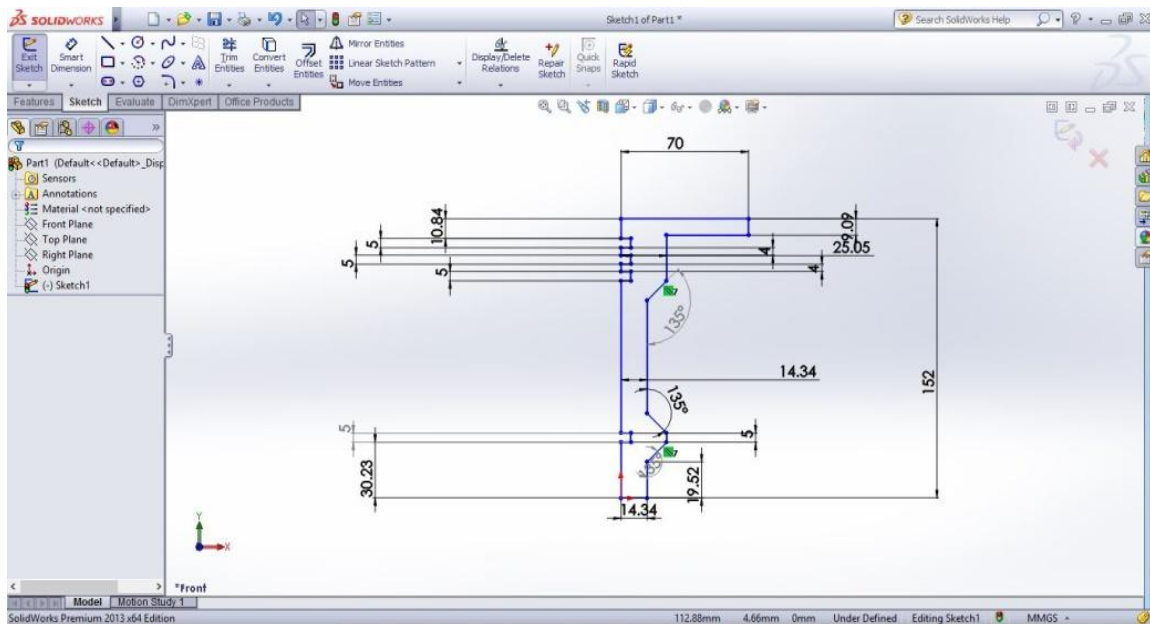 SOLIDWORKS
Sketch1 of Part1 *
Search SolidWorks Help
Exit Sketch
Smart Dimension
Trim Entities
Convert Entities
Offset Entities
Mirror Entities
Linear Sketch Pattern
Move Entities
Display/Delete Relations
Repair Sketch
Quick Snaps
Rapid Sketch
Features
Sketch
Evaluate
DimXpert
Office Products
Part1 (Default<<Default>_Disp
Sensors
Annotations
Material <not specified>
Front Plane
Top Plane
Right Plane
Origin
(-) Sketch1
70
10.84
9.09
5
4
25.05
5
5
4
7
135°
14.34
152
135°
5
5
7
135°
30.23
19.52
14.34
Y
X
*Front
Model
Motion Study 1
SolidWorks Premium 2013 x64 Edition
112.88mm
4.66mm
0mm
Under Defined
Editing Sketch1
MMGS